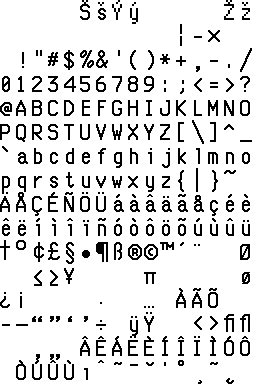 Š š Ý ý Ž ž
¦ - ×
! " # $ % & ' ( ) * + , - . /
0 1 2 3 4 5 6 7 8 9 : ; < = > ?
@ A B C D E F G H I J K L M N O
P Q R S T U V W X Y Z [ \ ] ^ _
` a b c d e f g h i j k l m n o
p q r s t u v w x y z { | } ~
Ä Å Ç É Ñ Ö Ü á à â ä ã å ç é è
ê ë í ì î ï ñ ó ò ô ö õ ú ù û ü
† ° ¢ £ § • ¶ ß ® © ™ ´ ¨ Ø
≤ ≥ ¥ π ø
¿ ¡ · … À Ã Õ
– — “ ” ‘ ’ ÷ ÿ Ÿ ‹ › fi fl
‚ „ Â Ê Á Ë È Í Î Ï Ì Ó Ô
Ò Ú Û Ù ı ˆ ˜ ¯ ˘ ˙ ˚ ¸ ˝ ˛